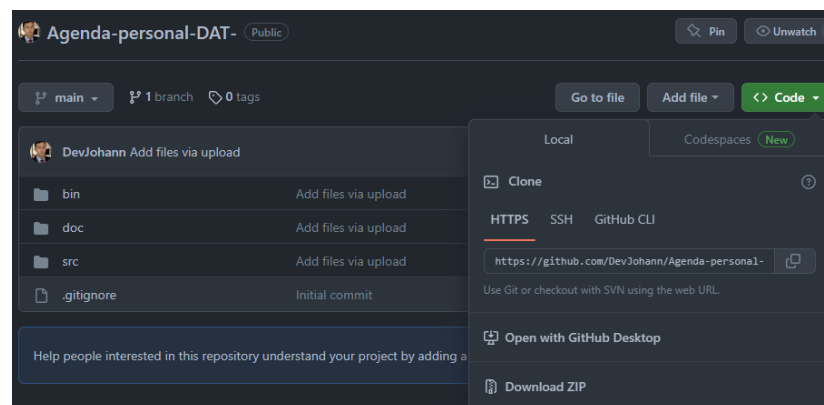 Agenda-personal-DAT- Public Pin Unwatch
main 1 branch 0 tags Go to file Add file <> Code
Local Codespaces New
DevJohann Add files via upload
Clone
bin Add files via upload
HTTPS SSH GitHub CLI
doc Add files via upload
src Add files via upload
https://github.com/DevJohann/Agenda-personal-
.gitignore Initial commit
Use Git or checkout with SVN using the web URL.
Open with GitHub Desktop
Help people interested in this repository understand your project by adding a
Download ZIP